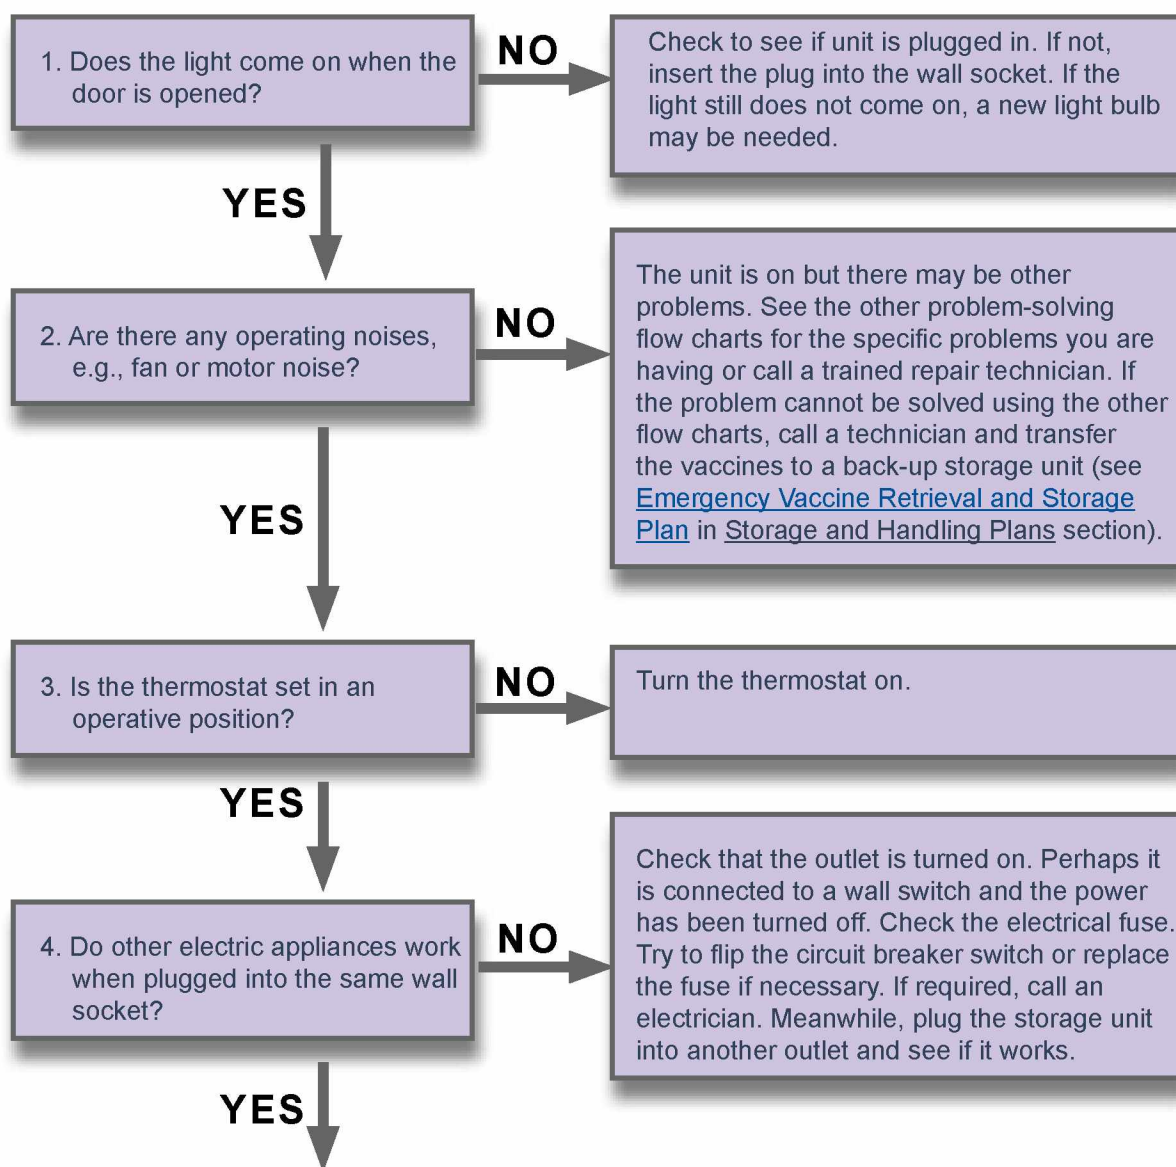 1. Does the light come on when the
door is opened?
NO
Check to see if unit is plugged in. If not,
insert the plug into the wall socket. If the
light still does not come on, a new light bulb
may be needed.
YES
2. Are there any operating noises,
e.g., fan or motor noise?
NO
The unit is on but there may be other
problems. See the other problem-solving
flow charts for the specific problems you are
having or call a trained repair technician. If
the problem cannot be solved using the other
flow charts, call a technician and transfer
the vaccines to a back-up storage unit (see
Emergency Vaccine Retrieval and Storage
Plan in Storage and Handling Plans section).
YES
3. Is the thermostat set in an
operative position?
NO
Turn the thermostat on.
YES
4. Do other electric appliances work
when plugged into the same wall
socket?
NO
Check that the outlet is turned on. Perhaps it
is connected to a wall switch and the power
has been turned off. Check the electrical fuse.
Try to flip the circuit breaker switch or replace
the fuse if necessary. If required, call an
electrician. Meanwhile, plug the storage unit
into another outlet and see if it works.
YES